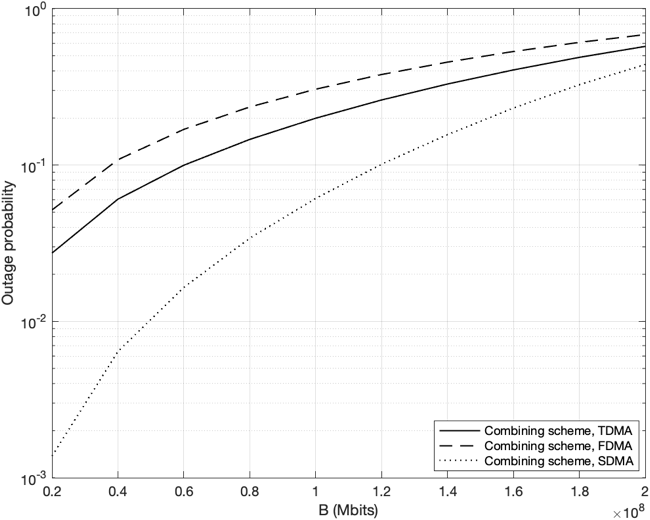 10^0
10^-1
10^-2
10^-3
Outage probability
Combining scheme, TDMA
Combining scheme, FDMA
Combining scheme, SDMA
0.2 0.4 0.6 0.8 1 1.2 1.4 1.6 1.8 2
B (Mbits)
×10^8